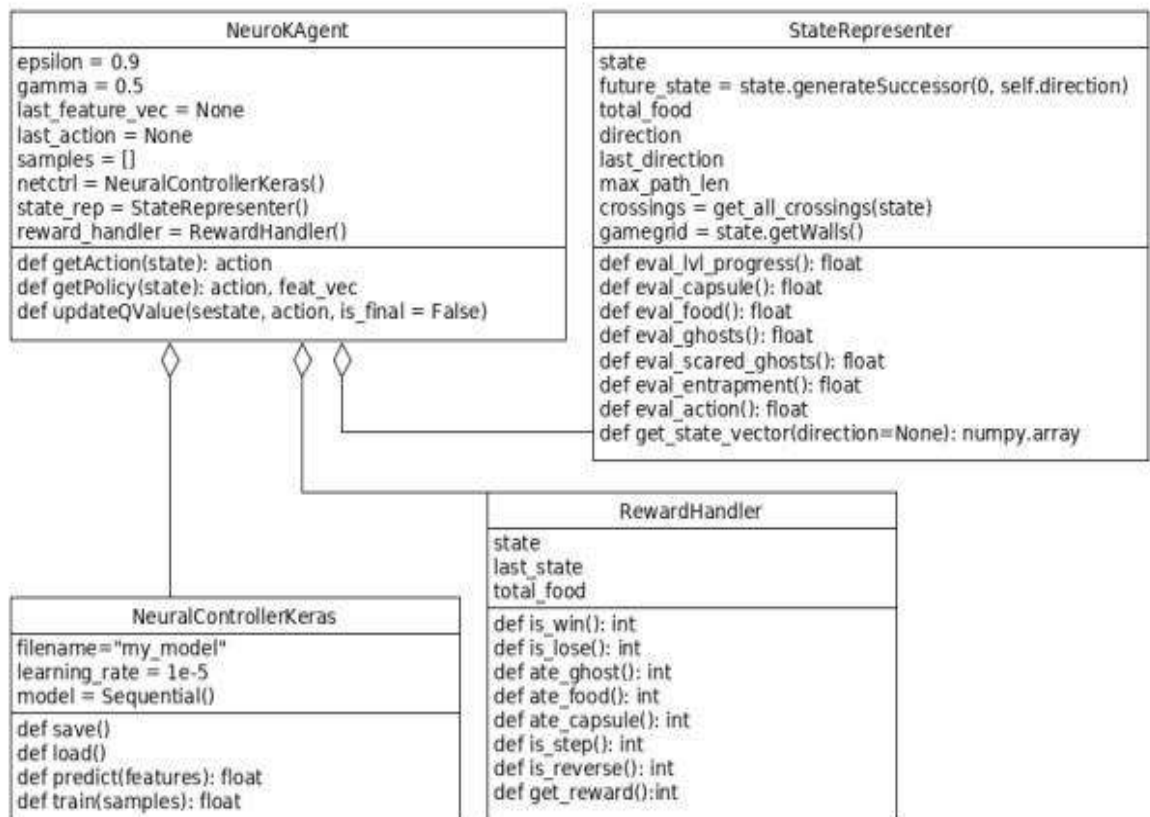 NeuroKAgent
epsilon = 0.9
gamma = 0.5
last_feature_vec = None
last_action = None
samples = []
netctrl = NeuralControllerKeras()
state_rep = StateRepresenter()
reward_handler = RewardHandler()
def getAction(state): action
def getPolicy(state): action, feat_vec
def updateQValue(sestate, action, is_final = False)
StateRepresenter
state
future_state = state.generateSuccessor(0, self.direction)
total_food
direction
last_direction
max_path_len
crossings = get_all_crossings(state)
gamegrid = state.getWalls()
def eval_lvl_progress(): float
def eval_capsule(): float
def eval_food(): float
def eval_ghosts(): float
def eval_scared_ghosts(): float
def eval_entrapment(): float
def eval_action(): float
def get_state_vector(direction=None): numpy.array
RewardHandler
state
last_state
total_food
def is_win(): int
def is_lose(): int
def ate_ghost(): int
def ate_food(): int
def ate_capsule(): int
def is_step(): int
def is_reverse(): int
def get_reward():int
NeuralControllerKeras
filename="my_model"
learning_rate = 1e-5
model = Sequential()
def save()
def load()
def predict(features): float
def train(samples): float